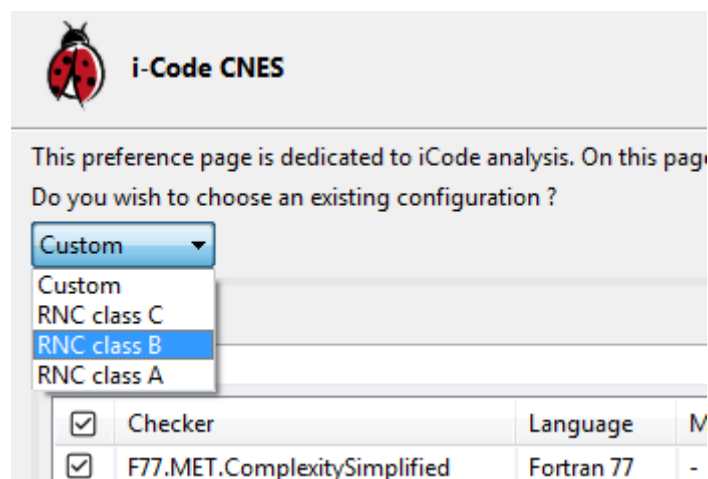 i-Code CNES
This preference page is dedicated to iCode analysis. On this page
Do you wish to choose an existing configuration ?
Custom
Custom
RNC class C
RNC class B
RNC class A
Checker Language M
F77.MET.ComplexitySimplified Fortran 77 -